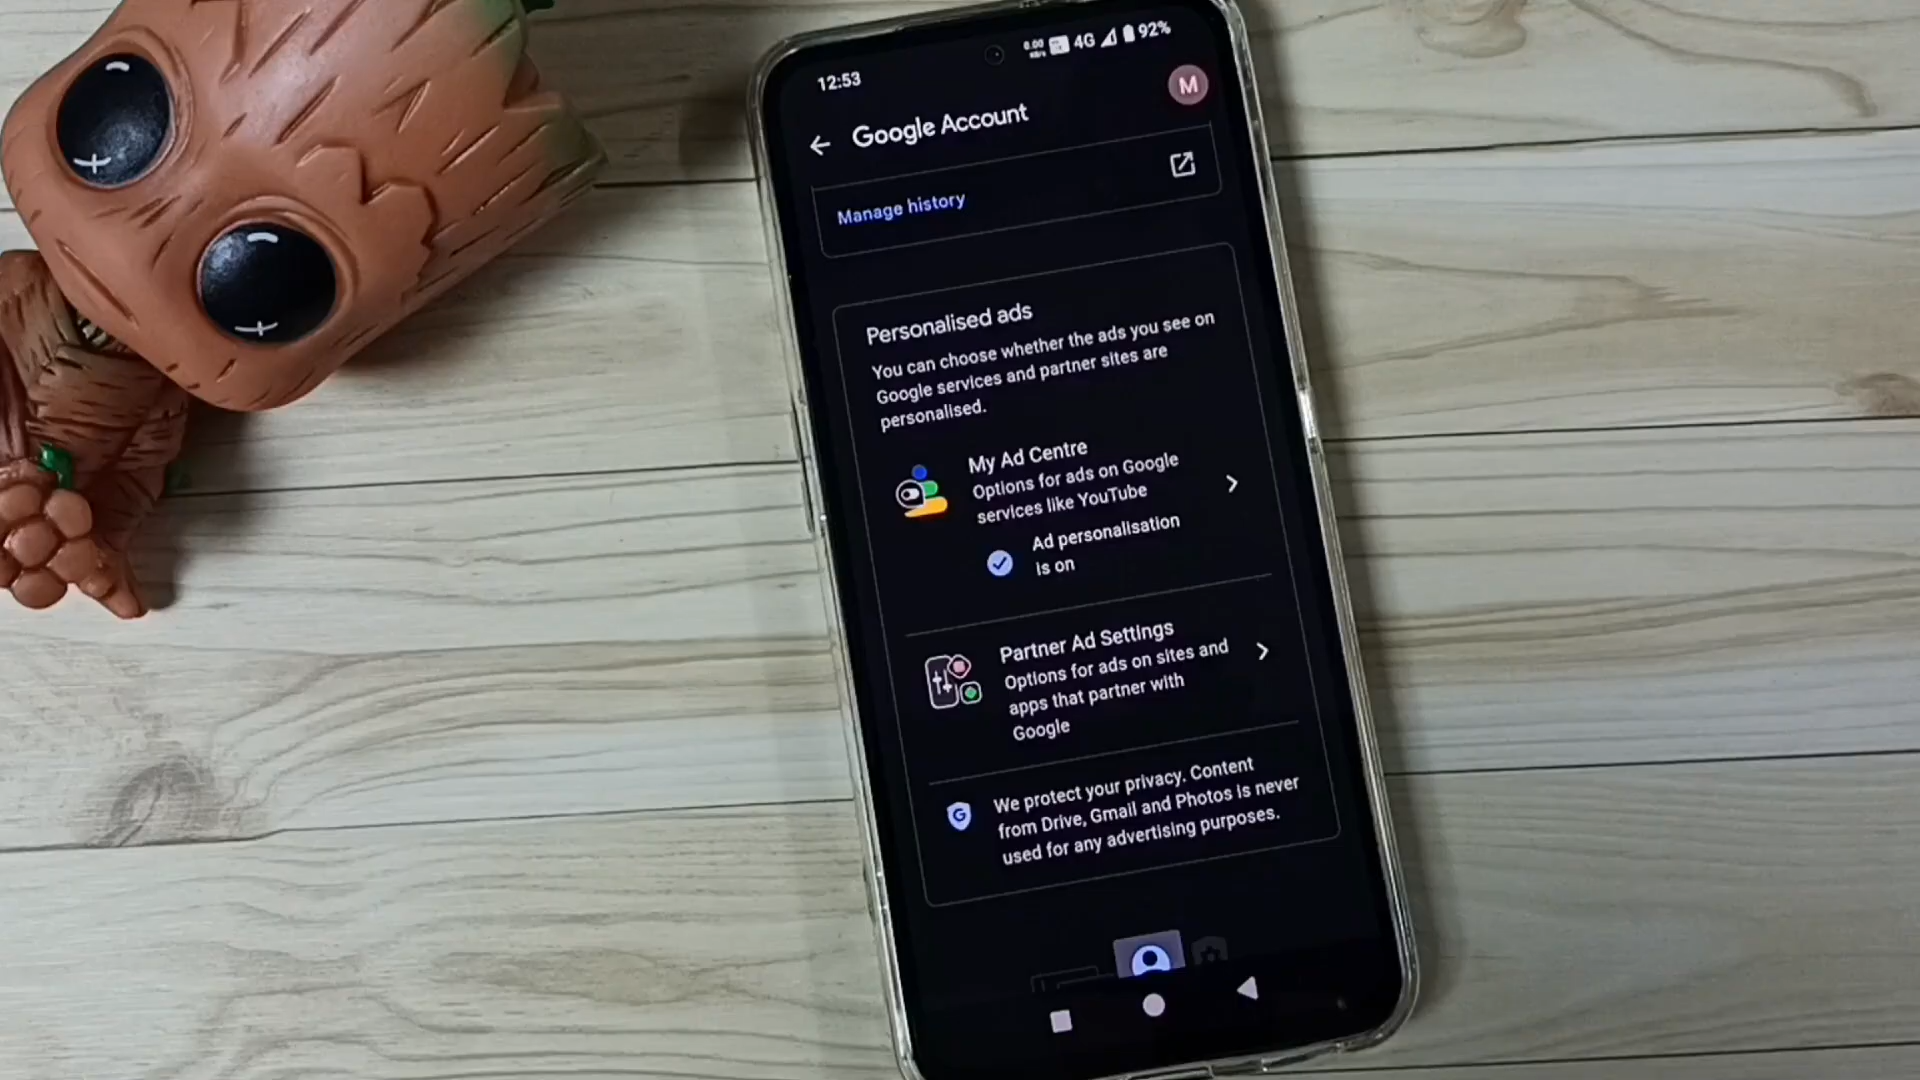 12:53
0.00
4G
92%
Google Account
M
Manage history
Personalised ads
You can choose whether the ads you see on
Google services and partner sites are
personalised.
My Ad Centre
Options for ads on Google
services like YouTube
Ad personalisation
is on
Partner Ad Settings
Options for ads on sites and
apps that partner with
Google
We protect your privacy. Content
from Drive, Gmail and Photos is never
used for any advertising purposes.